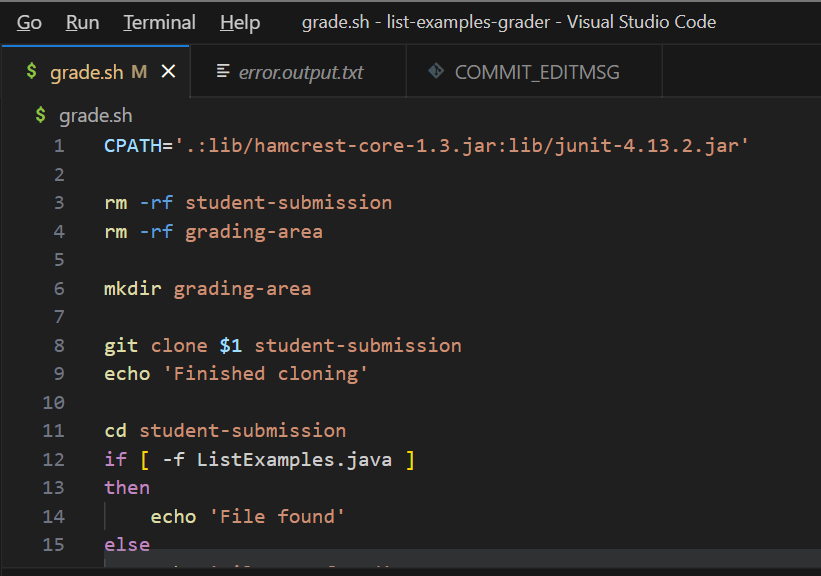 Go Run Terminal Help grade.sh - list-examples-grader - Visual Studio Code
$ grade.sh M × error.output.txt COMMIT_EDITMSG
$ grade.sh
1 CPATH='.:lib/hamcrest-core-1.3.jar:lib/junit-4.13.2.jar'
2
3 rm -rf student-submission
4 rm -rf grading-area
5
6 mkdir grading-area
7
8 git clone $1 student-submission
9 echo 'Finished cloning'
10
11 cd student-submission
12 if [ -f ListExamples.java ]
13 then
14 echo 'File found'
15 else